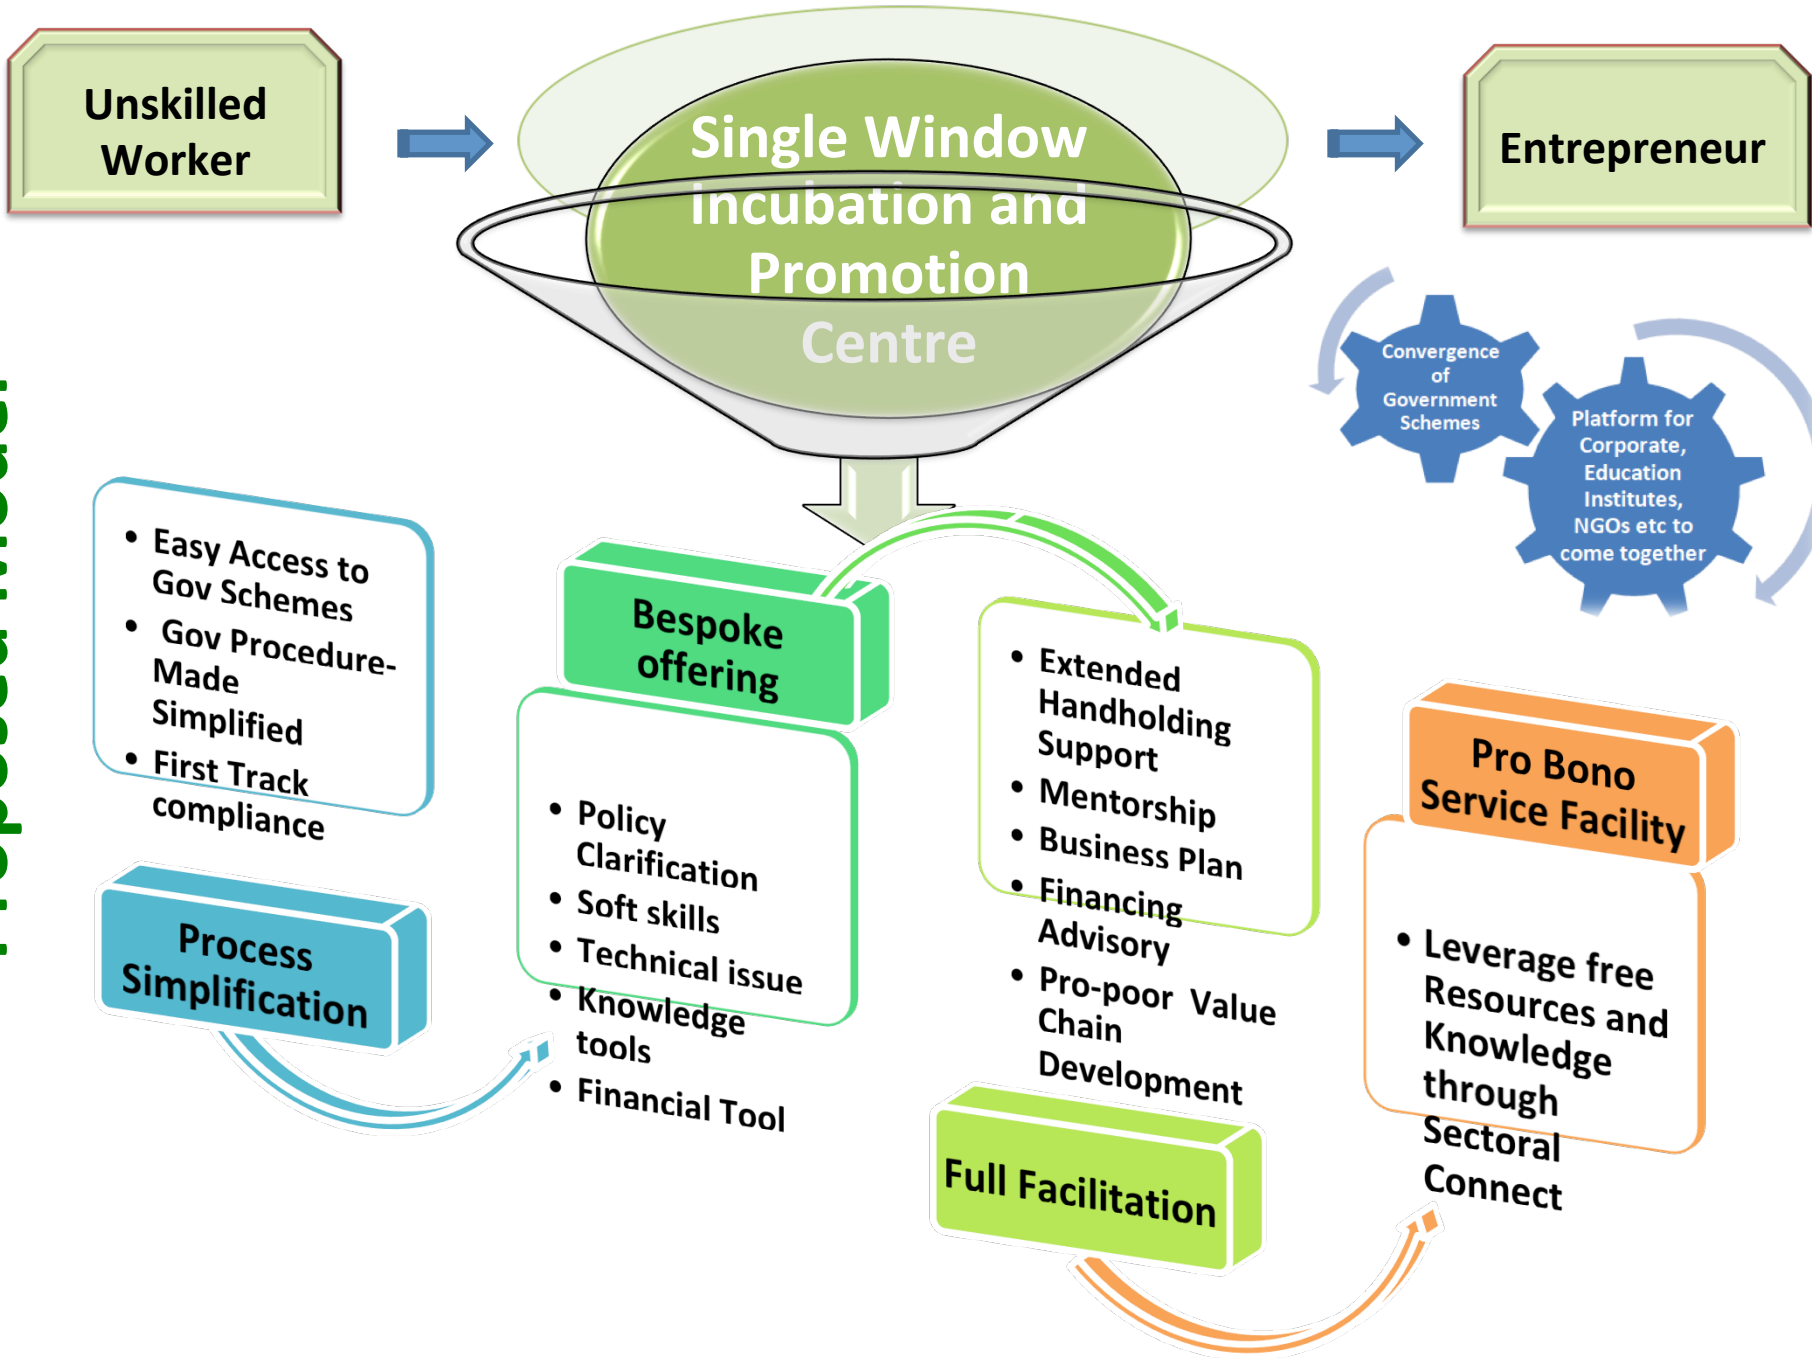 Unskilled
Worker
Single Window
Incubation and
Promotion
Centre
Entrepreneur
Convergence
of
Government
Schemes
Platform for
Corporate,
Education
Institutes,
NGOs etc to
come together
• Easy Access to
Gov Schemes
• Gov Procedure-
Made
Simplified
• First Track
compliance
Process
Simplification
Bespoke
offering
• Policy
Clarification
• Soft skills
• Technical issue
• Knowledge
tools
• Financial Tool
• Extended
Handholding
Support
• Mentorship
• Business Plan
• Financing
Advisory
• Pro-poor Value
Chain
Development
Full Facilitation
Pro Bono
Service Facility
• Leverage free
Resources and
Knowledge
through
Sectoral
Connect